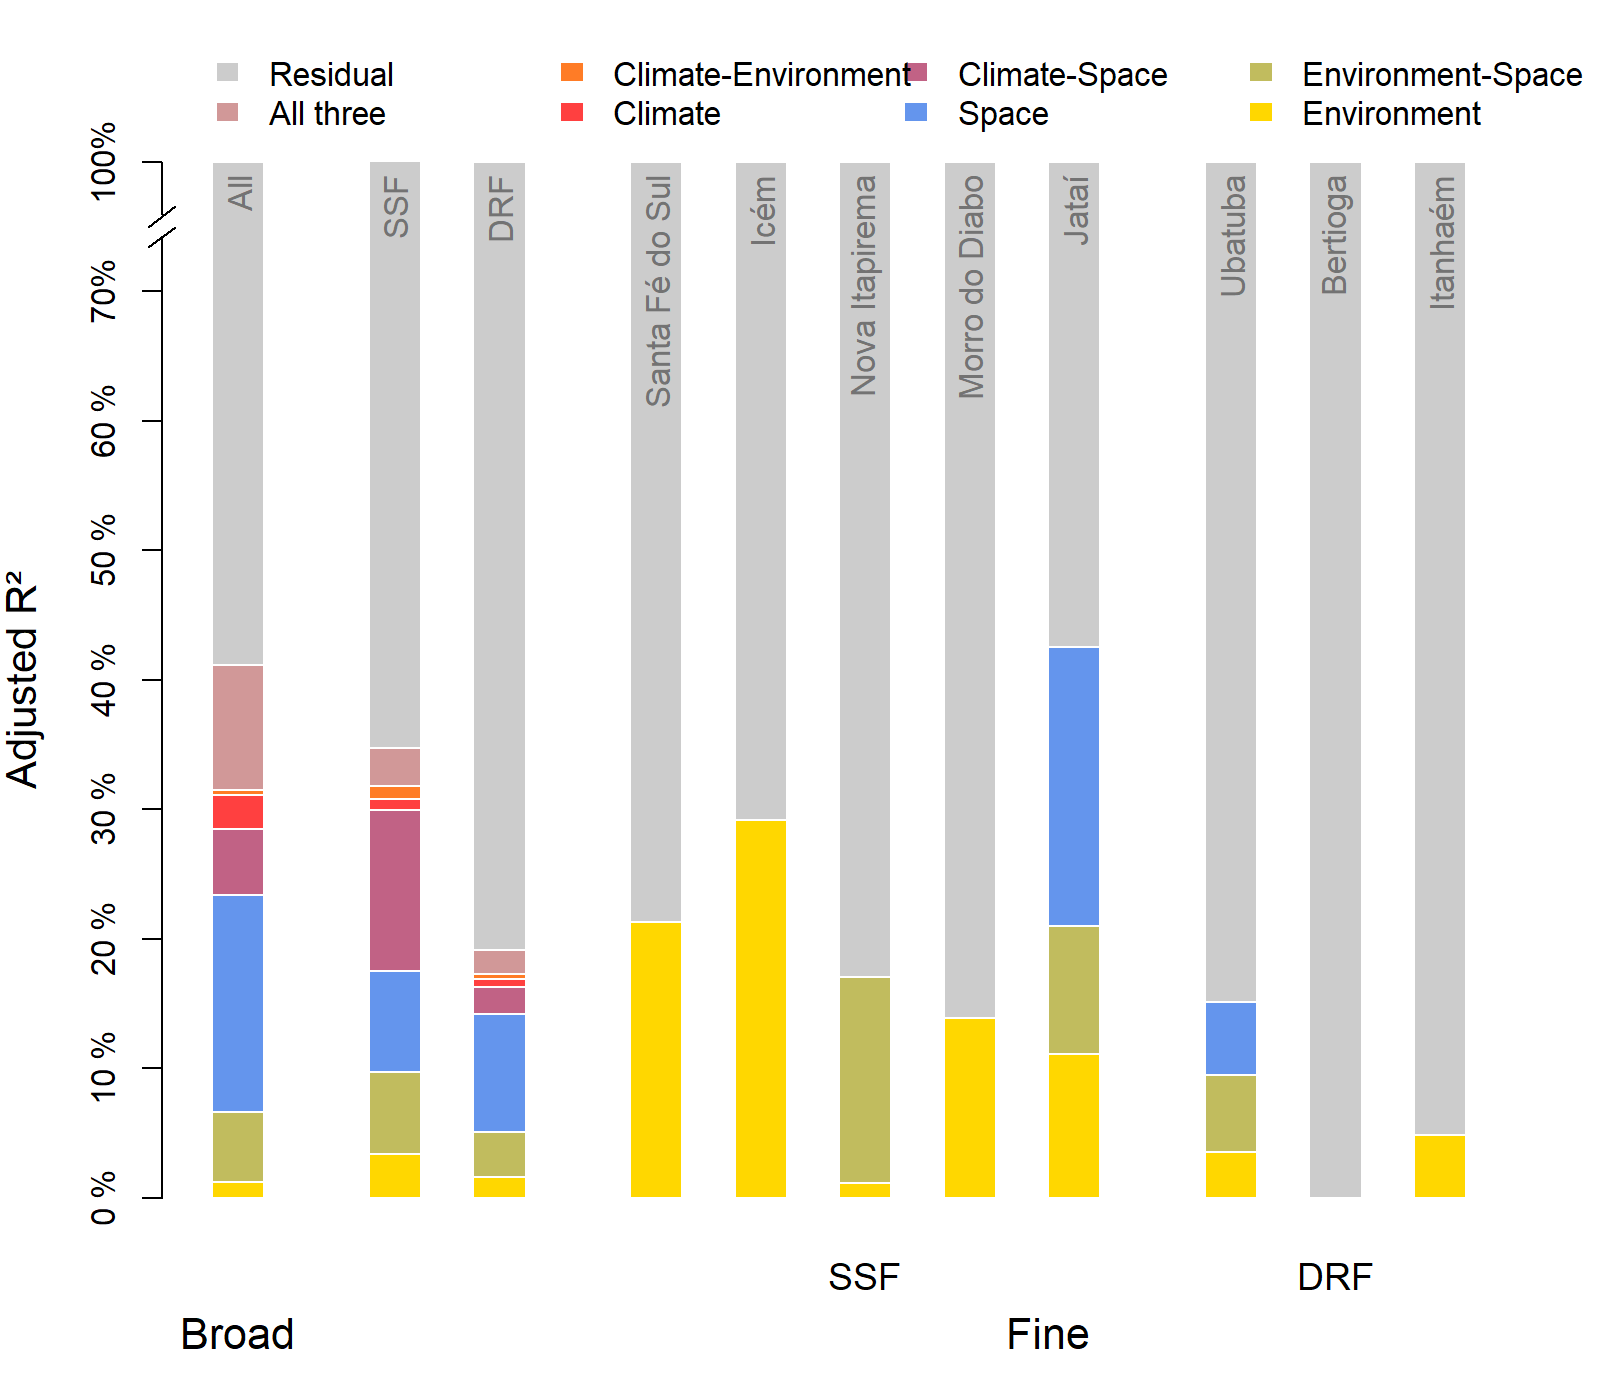 Residual
Climate-Environment
Climate-Space
Environment-Space
All three
Climate
Space
Environment
Adjusted R²
100%
70%
60 %
50 %
40 %
30 %
20 %
10 %
0 %
All
SSF
DRF
Santa Fé do Sul
Icém
Nova Itapirema
Morro do Diabo
Jataí
Ubatuba
Bertioga
Itanhaém
SSF
DRF
Broad
Fine